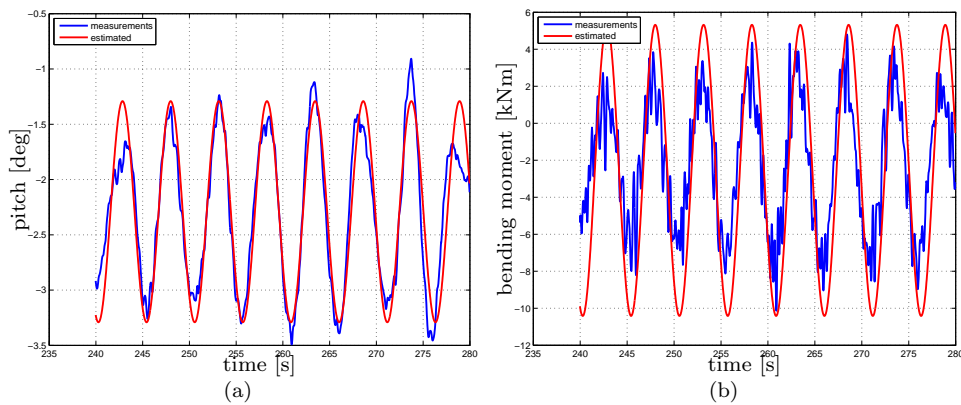 −0.5
measurements
estimated
−1
−1.5
−2
−2.5
−3
−3.5
pitch [deg]
235 240 245 250 255 260 265 270 275 280
time [s]
(a)
6
measurements
estimated
4
2
0
−2
−4
−6
−8
−10
−12
bending moment [kNm]
235 240 245 250 255 260 265 270 275 280
time [s]
(b)